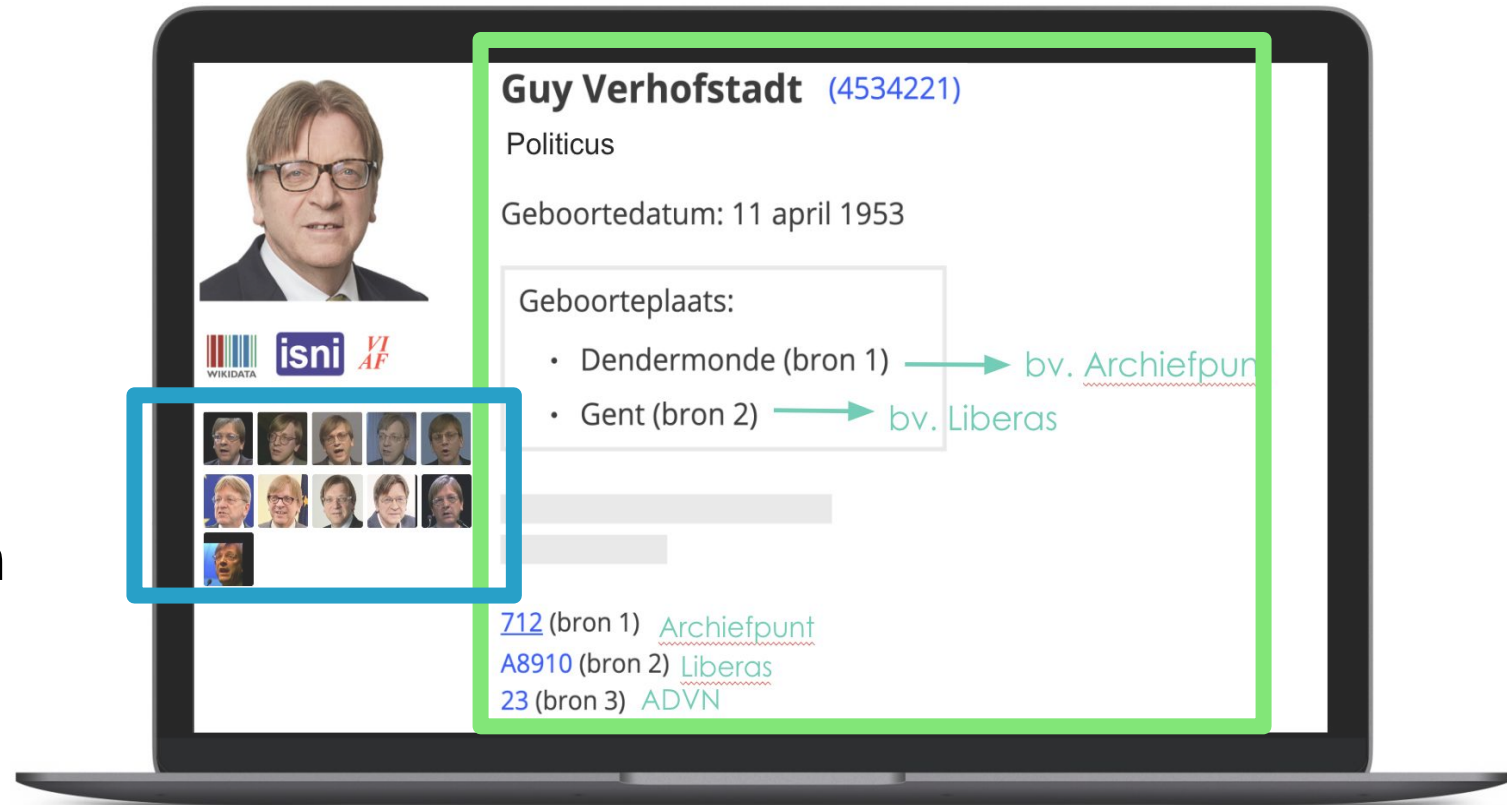 Guy Verhofstadt (4534221)
Politicus
Geboortedatum: 11 april 1953
Geboorteplaats:
• Dendermonde (bron 1) bv. Archiefpun
• Gent (bron 2) bv. Liberas
WIKIDATA isni VIAF
n
712 (bron 1) Archiefpunt
A8910 (bron 2) Liberas
23 (bron 3) ADVN